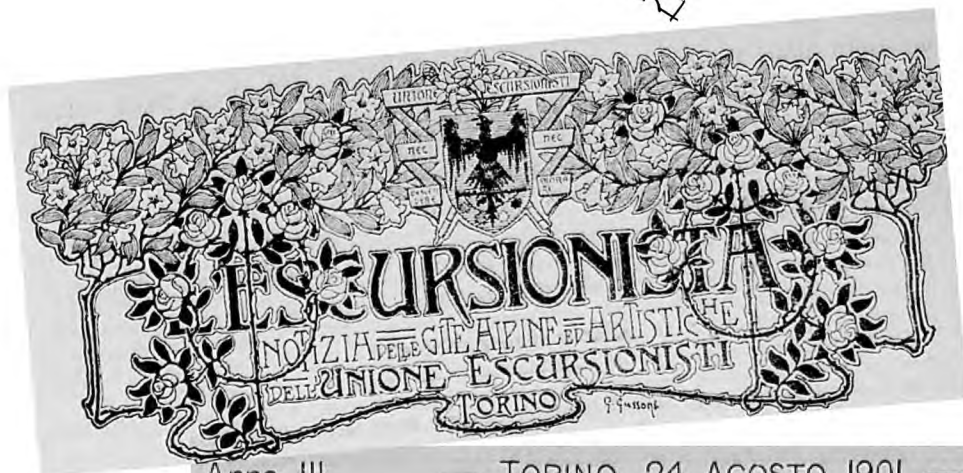 UNIONE ESCURSIONISTI
NEC NEC
L'ESCURSIONISTA
NOTIZIA DELLE GITE ALPINE ED ARTISTICHE
DELL'UNIONE ESCURSIONISTI
TORINO
G. Gussoni
Anno III TORINO, 24 AGOSTO 1901